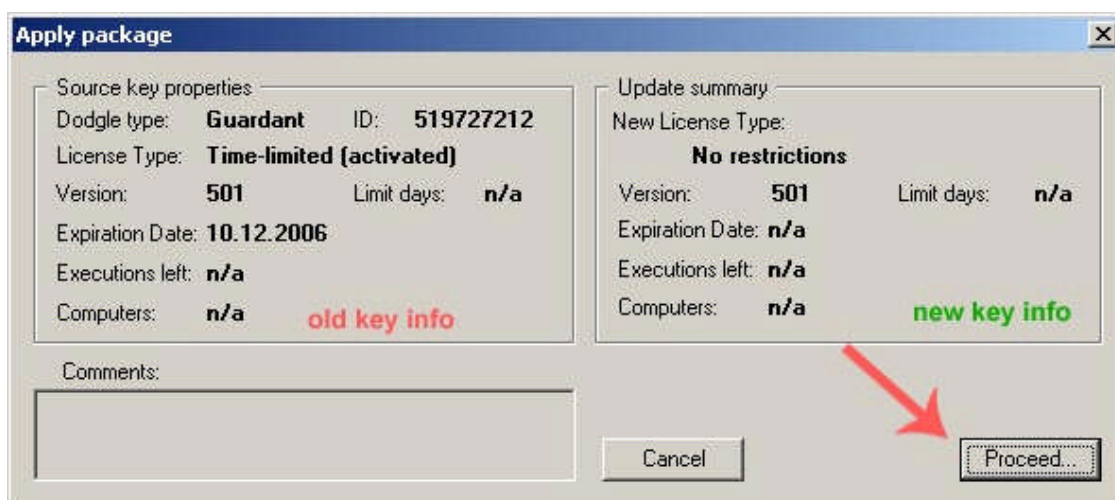 Apply package
Source key properties
Dodgle type: Guardant ID: 519727212
License Type: Time-limited (activated)
Version: 501 Limit days: n/a
Expiration Date: 10.12.2006
Executions left: n/a
Computers: n/a
old key info
Update summary
New License Type:
No restrictions
Version: 501 Limit days: n/a
Expiration Date: n/a
Executions left: n/a
Computers: n/a
new key info
Comments:
Cancel
Proceed...